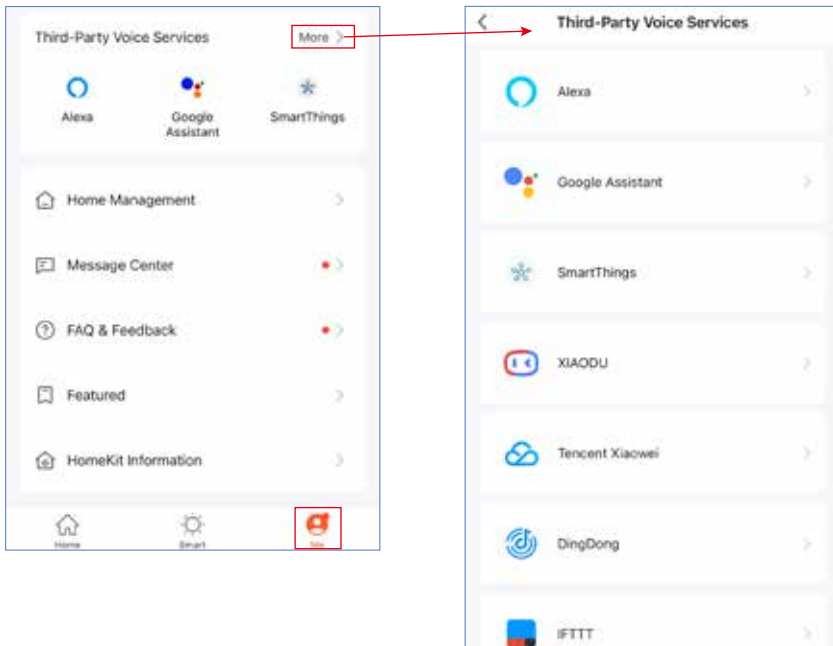 Third-Party Voice Services
More
Alexa
Google
Assistant
SmartThings
Home Management
Message Center
FAQ & Feedback
Featured
HomeKit Information
Home
Smart
Me
Third-Party Voice Services
Alexa
Google Assistant
SmartThings
XIAODU
Tencent Xiaowei
DingDong
IFTTT